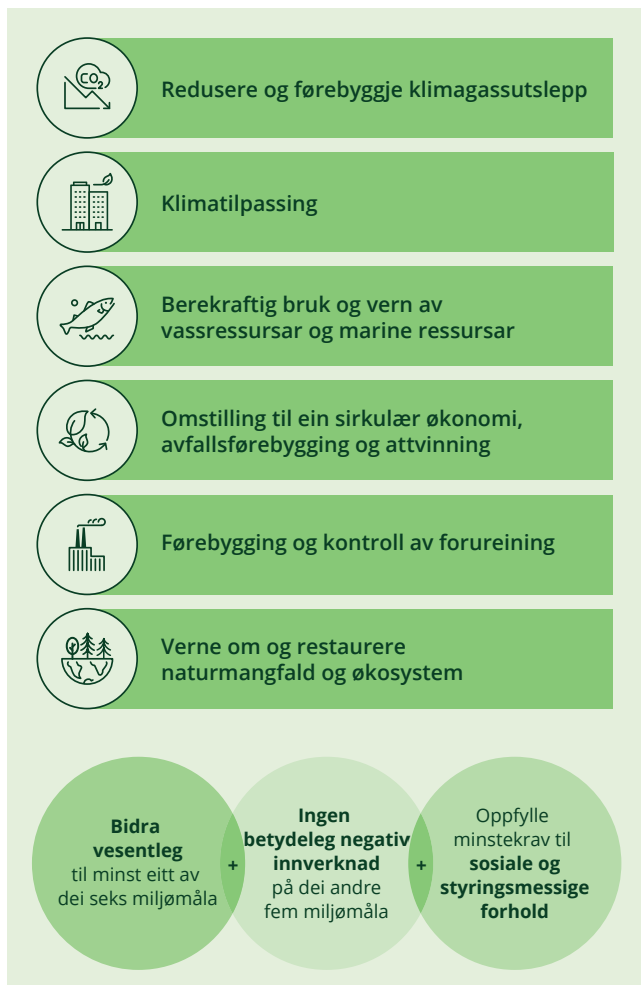 CO2
Redusere og førebyggje klimagassutslepp
Klimatilpassing
Berekraftig bruk og vern av
vassressursar og marine ressursar
Omstilling til ein sirkulær økonomi,
avfallsførebygging og attvinning
Førebygging og kontroll av forureining
Verne om og restaurere
naturmangfald og økosystem
Bidra
vesentleg
til minst eitt av
dei seks miljømåla
+
Ingen
betydeleg negativ
innverknad
på dei andre
fem miljømåla
+
Oppfylle
minstekrav til
sosiale og
styringsmessige
forhold